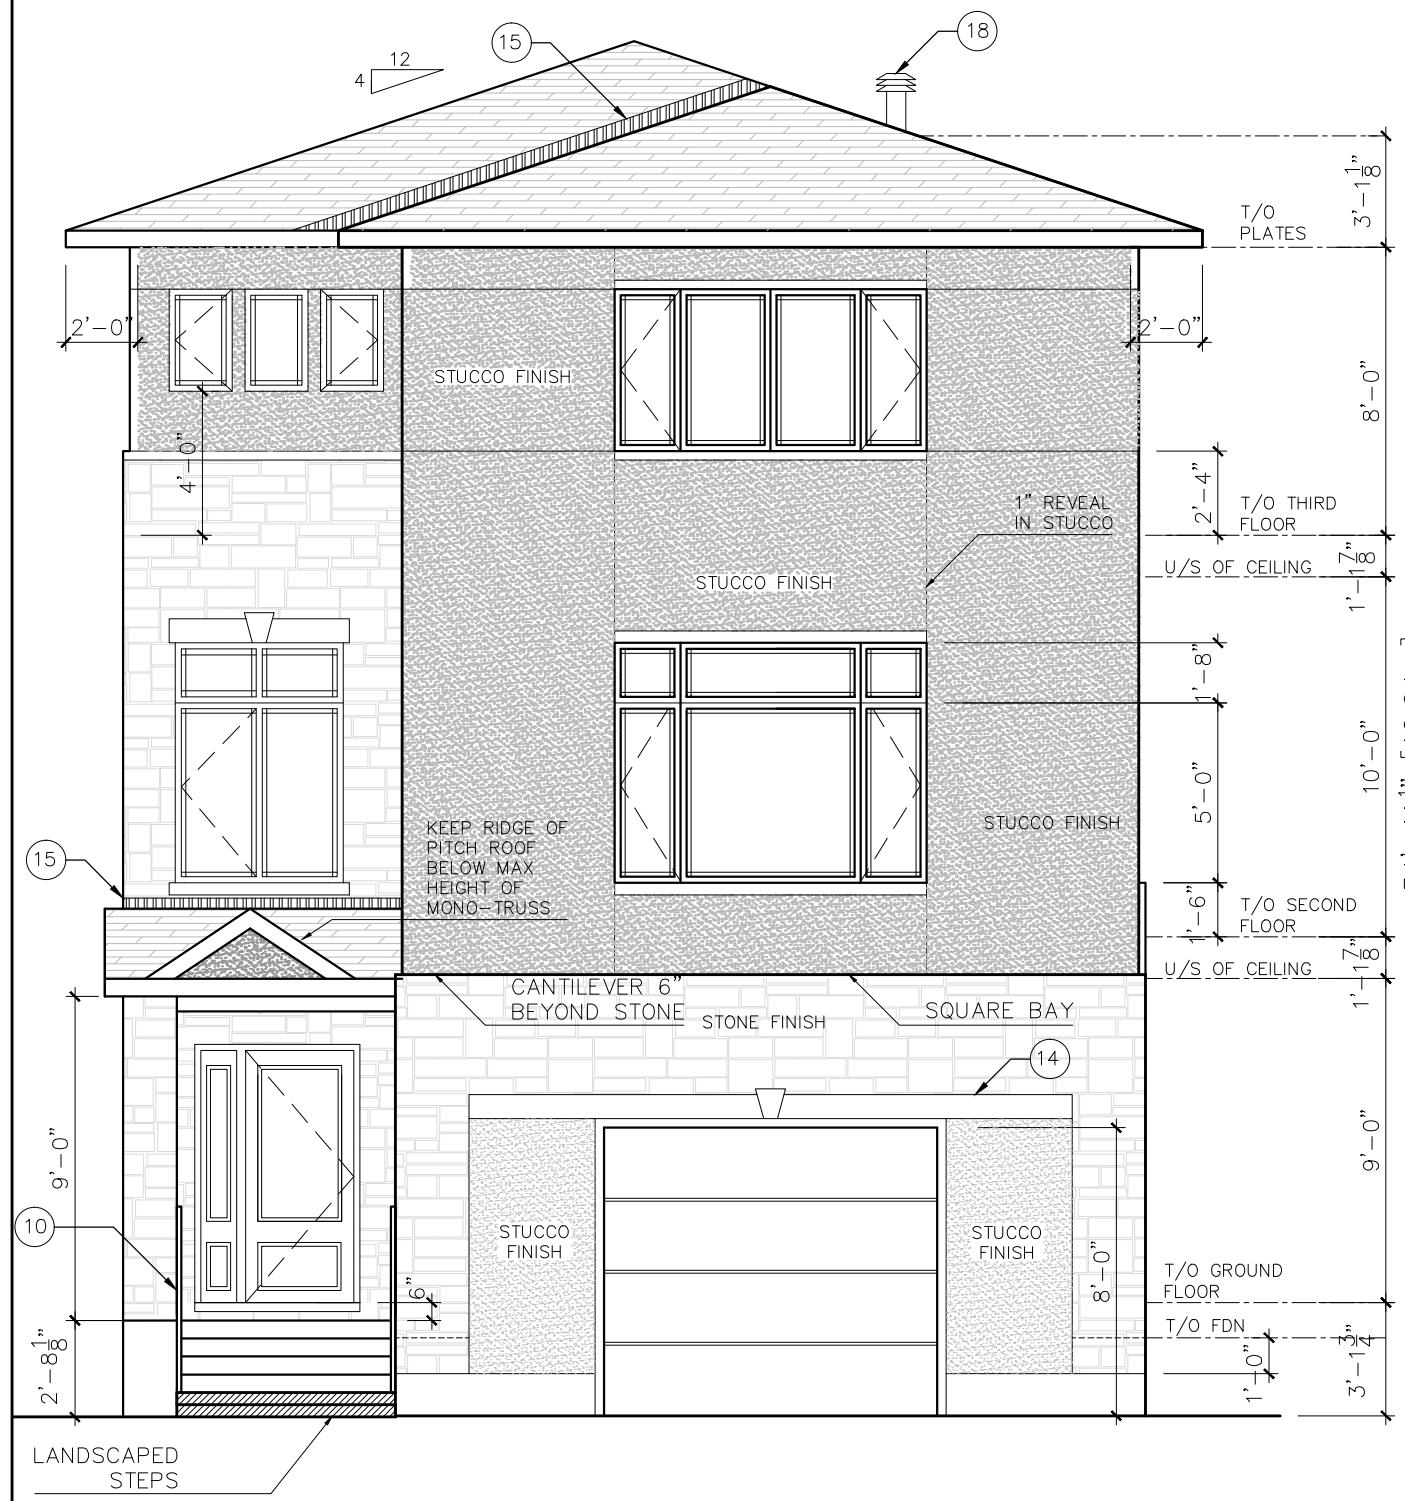 15
18
12
4
3'-1 1/8"
T/O
PLATES
2'-0"
2'-0"
STUCCO FINISH
8'-0"
4'-0"
2'-4"
1" REVEAL
IN STUCCO
T/O THIRD
FLOOR
U/S OF CEILING
1'-1 7/8"
STUCCO FINISH
1'-8"
10'-0"
5'-0"
STUCCO FINISH
KEEP RIDGE OF
PITCH ROOF
BELOW MAX
HEIGHT OF
MONO-TRUSS
15
1'-6"
T/O SECOND
FLOOR
U/S OF CEILING
1'-1 7/8"
CANTILEVER 6"
BEYOND STONE
STONE FINISH
SQUARE BAY
14
9'-0"
9'-0"
10
STUCCO
FINISH
STUCCO
FINISH
8'-0"
6"
T/O GROUND
FLOOR
T/O FDN
1'-0"
3'-1 3/4"
2'-8 1/8"
LANDSCAPED
STEPS